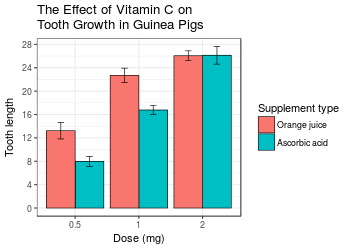 The Effect of Vitamin C on
Tooth Growth in Guinea Pigs
28
24
20
16
12
8
4
0
Tooth length
0.5 1 2
Dose (mg)
Supplement type
Orange juice
Ascorbic acid